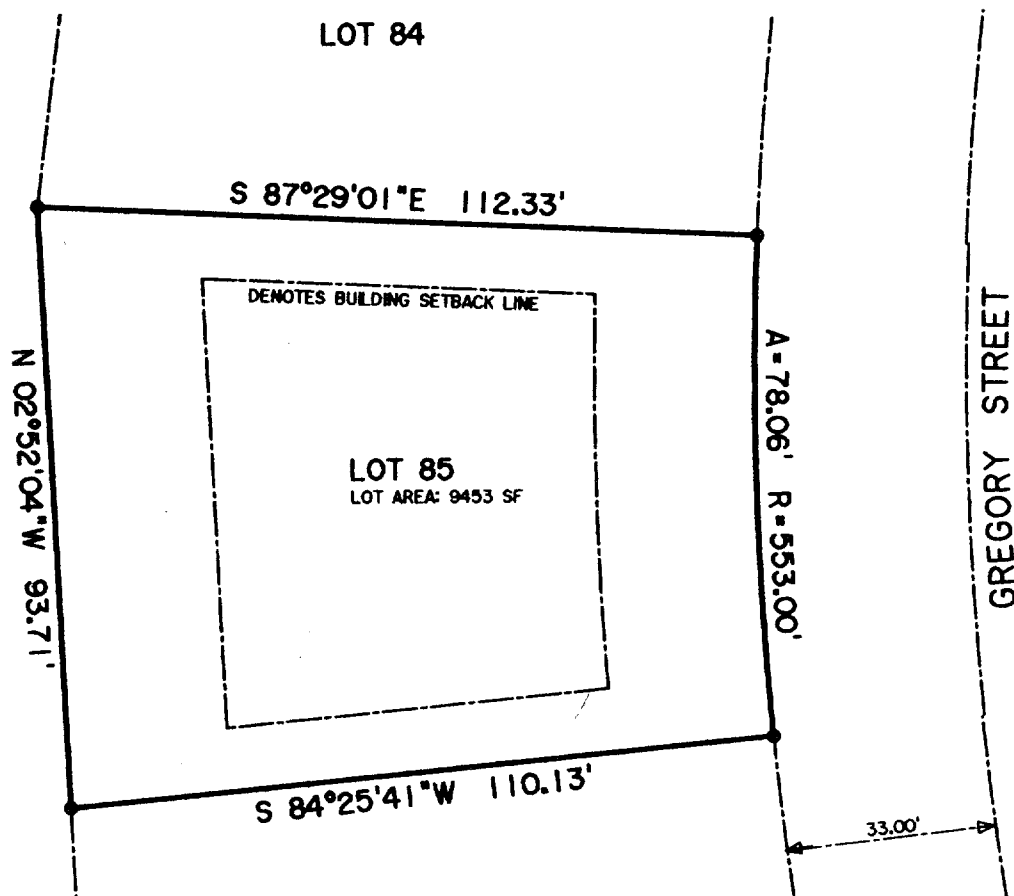 LOT 84
S 87°29'01"E 112.33'
DENOTES BUILDING SETBACK LINE
N 02°52'04"W 93.71'
LOT 85
LOT AREA: 9453 SF
A=78.06' R=553.00'
GREGORY STREET
S 84°25'41"W 110.13'
33.00'